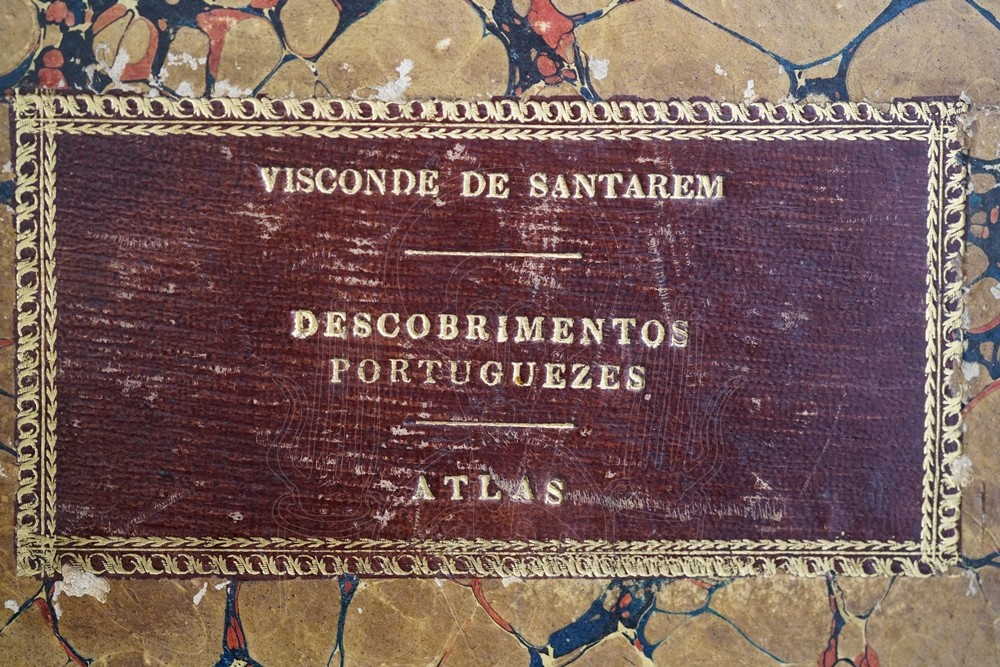 VISCONDE DE SANTAREM
DESCOBRIMENTOS
PORTUGUEZES
ATLAS